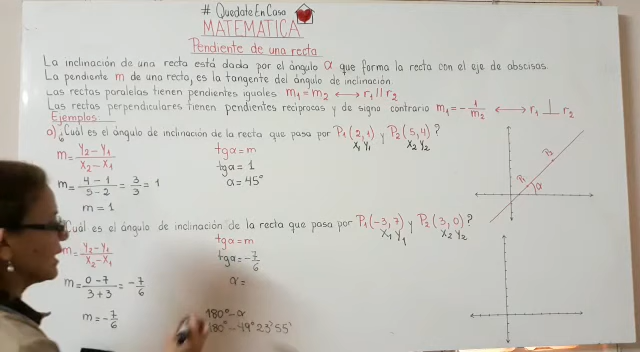 # Quedate En Casa
MATEMATICA
Pendiente de una recta
La inclinación de una recta está dada por el ángulo α que forma la recta con el eje de abscisas.
La pendiente m de una recta, es la tangente del ángulo de inclinación.
Las rectas paralelas tienen pendientes iguales m₁ = m₂ ⟷ r₁ // r₂
Las rectas perpendiculares tienen pendientes recíprocas y de signo contrario m₁ = - 1/m₂ ⟷ r₁ ⊥ r₂
Ejemplos:
a) ¿Cuál es el ángulo de inclinación de la recta que pasa por P₁(2,1) y P₂(5,4)?
x₁ y₁ x₂ y₂
m = y₂ - y₁ / x₂ - x₁
tg α = m
m = 4 - 1 / 5 - 2 = 3/3 = 1
tg α = 1
m = 1
α = 45°
P₁ P₂ α
Cuál es el ángulo de inclinación de la recta que pasa por P₁(-3,7) y P₂(3,0)?
x₁ y₁ x₂ y₂
m = y₂ - y₁ / x₂ - x₁
tg α = m
m = 0 - 7 / 3 + 3 = - 7/6
tg α = - 7/6
α =
m = - 7/6
180° - α
180° - 49° 23' 55"